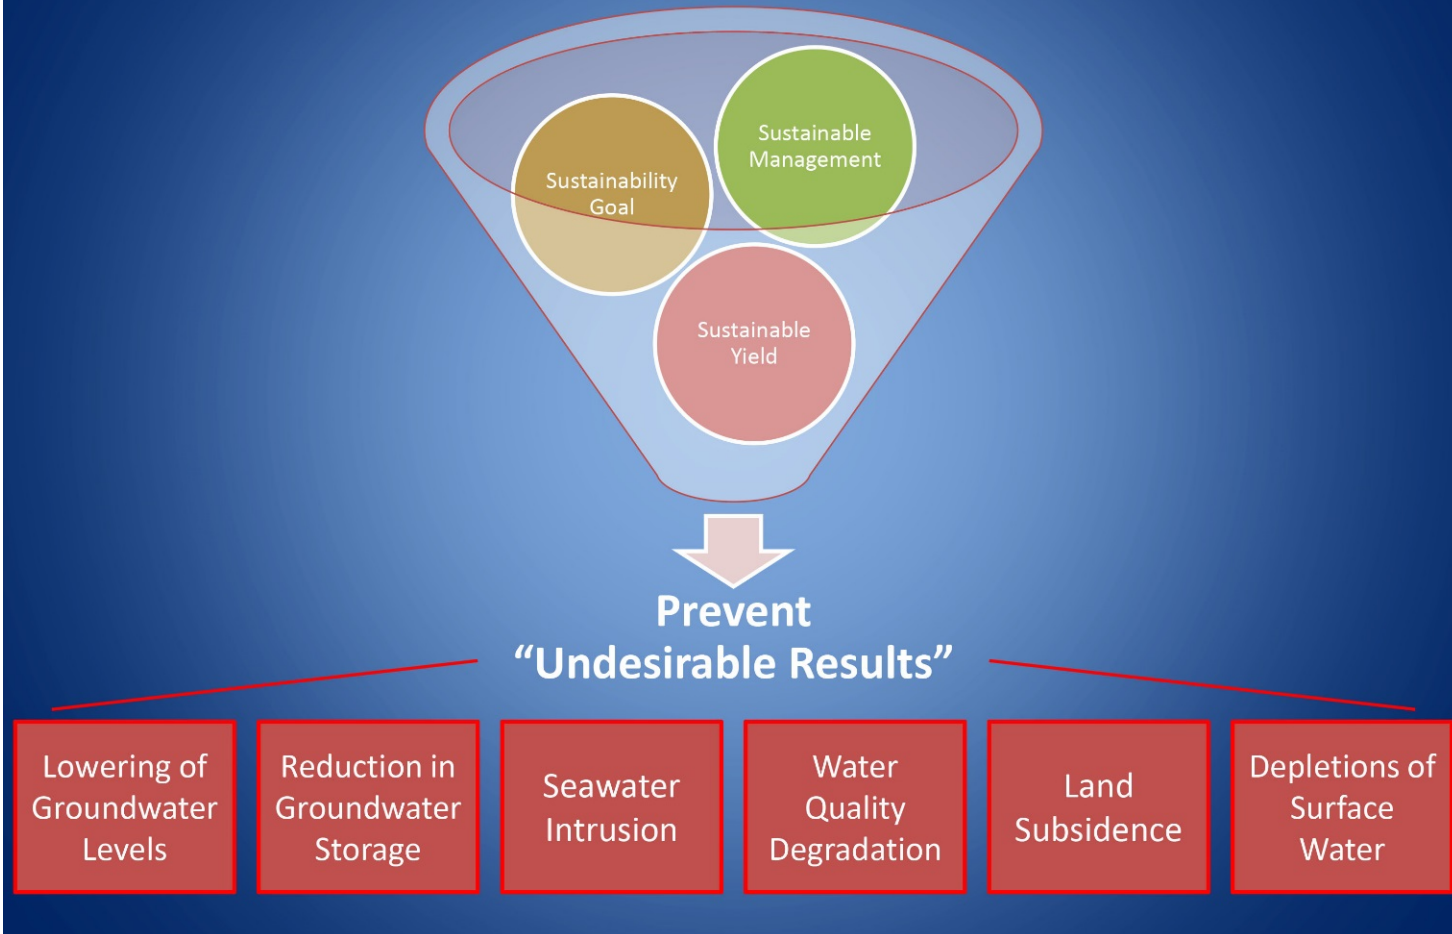 Sustainable
Management
Sustainability
Goal
Sustainable
Yield
Prevent
“Undesirable Results”
Lowering of
Groundwater
Levels
Reduction in
Groundwater
Storage
Seawater
Intrusion
Water
Quality
Degradation
Land
Subsidence
Depletions of
Surface
Water